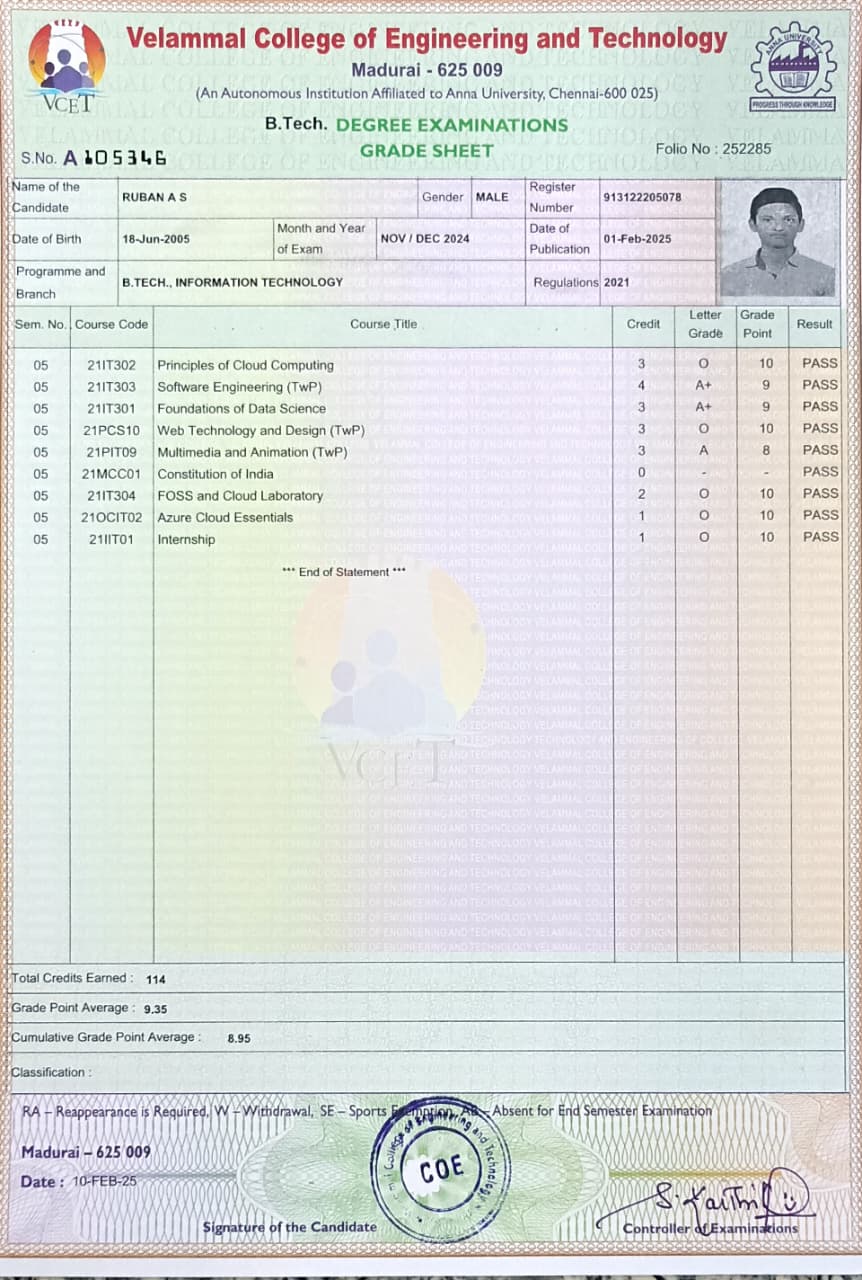 Velammal College of Engineering and Technology
Madurai - 625 009
(An Autonomous Institution Affiliated to Anna University, Chennai-600 025)
VCET
ANNA UNIVERSITY
PROGRESS THROUGH KNOWLEDGE
B.Tech. DEGREE EXAMINATIONS
GRADE SHEET
S.No. A 105346
Folio No : 252285
Name of the Candidate RUBAN A S Gender MALE Register Number 913122205078
Date of Birth 18-Jun-2005 Month and Year of Exam NOV / DEC 2024 Date of Publication 01-Feb-2025
Programme and Branch B.TECH., INFORMATION TECHNOLOGY Regulations 2021
Sem. No. Course Code Course Title Credit Letter Grade Grade Point Result
05 21IT302 Principles of Cloud Computing 3 O 10 PASS
05 21IT303 Software Engineering (TwP) 4 A+ 9 PASS
05 21IT301 Foundations of Data Science 3 A+ 9 PASS
05 21PCS10 Web Technology and Design (TwP) 3 O 10 PASS
05 21PIT09 Multimedia and Animation (TwP) 3 A 8 PASS
05 21MCC01 Constitution of India 0 - - PASS
05 21IT304 FOSS and Cloud Laboratory 2 O 10 PASS
05 21OCIT02 Azure Cloud Essentials 1 O 10 PASS
05 21IIT01 Internship 1 O 10 PASS
*** End of Statement ***
VCET
Total Credits Earned : 114
Grade Point Average : 9.35
Cumulative Grade Point Average : 8.95
Classification :
RA – Reappearance is Required, W – Withdrawal, SE – Sports Exemption, AB – Absent for End Semester Examination
Madurai – 625 009
Date : 10-FEB-25
College of Engineering and Technology
COE
S. Karthik
Signature of the Candidate
Controller of Examinations